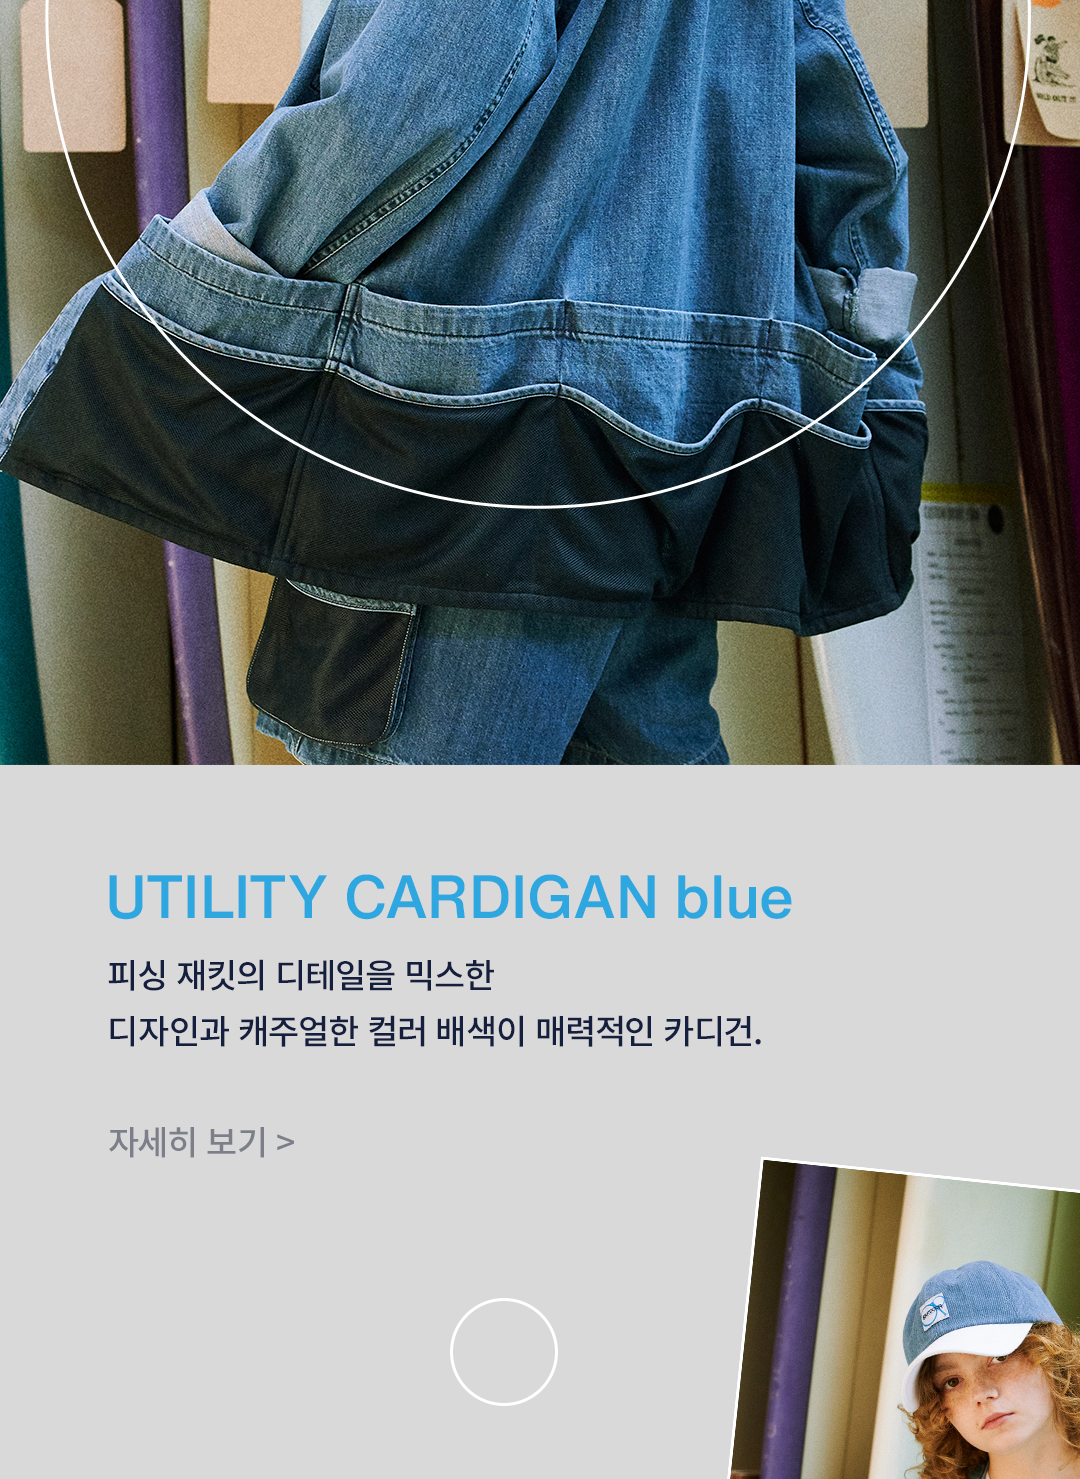 UTILITY CARDIGAN blue
피싱 재킷의 디테일을 믹스한
디자인과 캐주얼한 컬러 배색이 매력적인 카디건.
자세히 보기 >